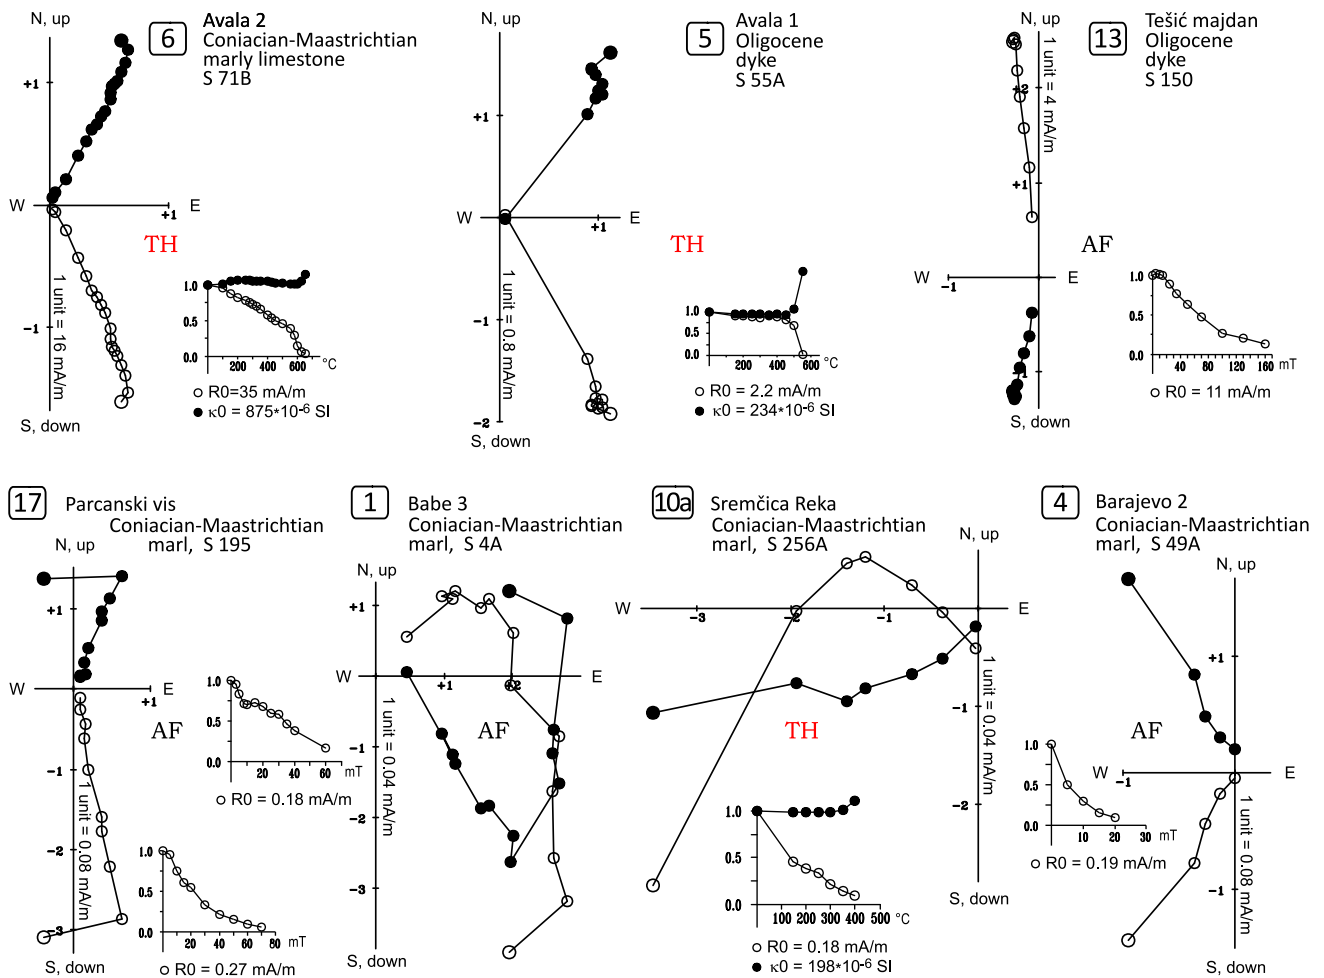 6
Avala 2
Coniacian-Maastrichtian
marly limestone
S 71B
N, up
+1
W
+1 E
TH
-1
1 unit = 16 mA/m
S, down
1.0
0.5
0.0
200 400 600 °C
R0=35 mA/m
κ0 = 875*10-6 SI
5
Avala 1
Oligocene
dyke
S 55A
N, up
+1
W
+1
E
TH
-1
-2
1 unit = 0.8 mA/m
S, down
1.0
0.5
0.0
200 400 600 °C
R0 = 2.2 mA/m
κ0 = 234*10-6 SI
13
Tešić majdan
Oligocene
dyke
S 150
N, up
1 unit = 4 mA/m
+2
+1
AF
W
-1
E
-1
S, down
1.0
0.5
0.0
40 80 120 160 mT
R0 = 11 mA/m
17
Parcanski vis
Coniacian-Maastrichtian
marl, S 195
N, up
+1
W
E
+1
AF
-1
-2
-3
1 unit = 0.08 mA/m
S, down
1.0
0.5
0.0
20 40 60 mT
R0 = 0.18 mA/m
1.0
0.5
0.0
20 40 60 80 mT
R0 = 0.27 mA/m
1
Babe 3
Coniacian-Maastrichtian
marl, S 4A
N, up
+1
W
+1 +2
E
AF
-1
-2
-3
1 unit = 0.04 mA/m
S, down
10a
Sremčica Reka
Coniacian-Maastrichtian
marl, S 256A
N, up
W
-3 -2 -1
E
TH
-1
-2
1 unit = 0.04 mA/m
S, down
1.0
0.5
0.0
100 200 300 400 500 °C
R0 = 0.18 mA/m
κ0 = 198*10-6 SI
4
Barajevo 2
Coniacian-Maastrichtian
marl, S 49A
N, up
+1
AF
W
-1
E
-1
1 unit = 0.08 mA/m
S, down
1.0
0.5
0.0
10 20 30 mT
R0 = 0.19 mA/m